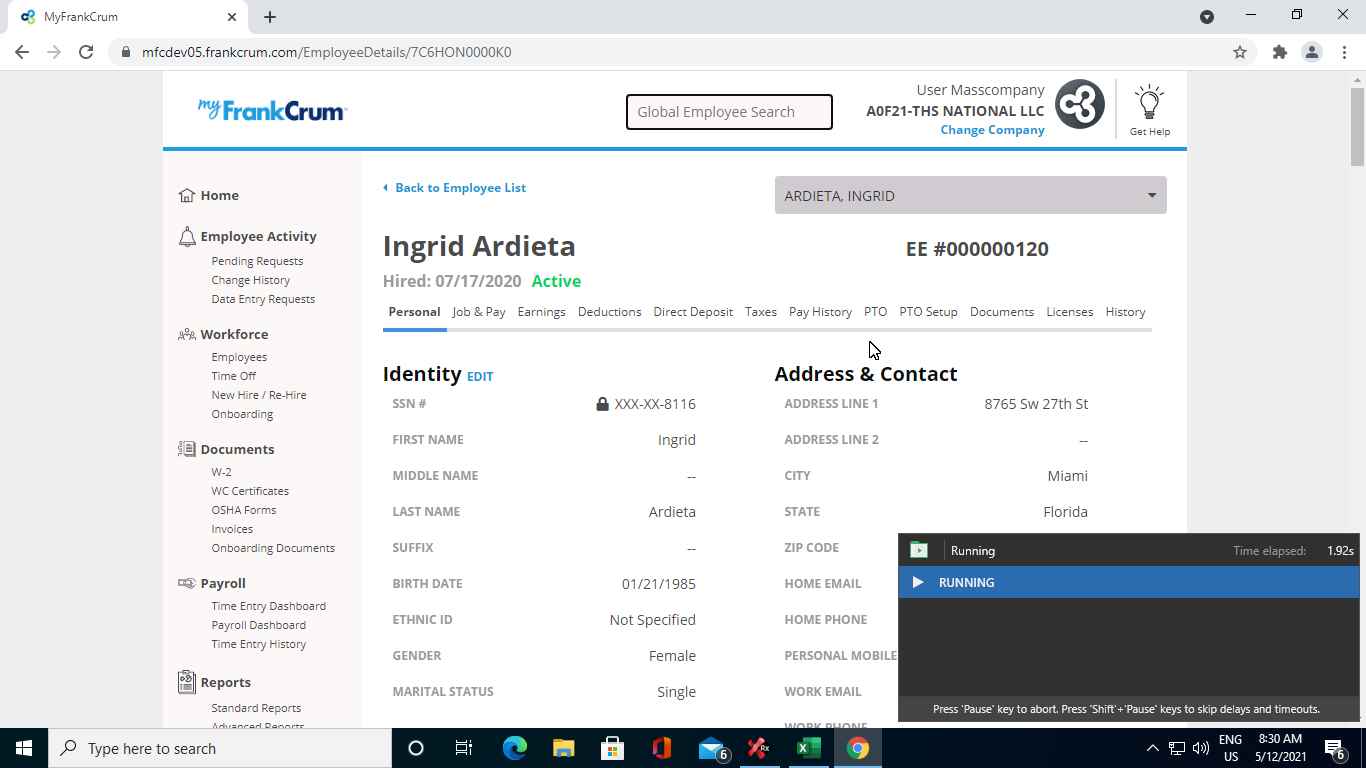 MyFrankCrum
mfcdev05.frankcrum.com/EmployeeDetails/7C6HON0000K0
myFrankCrum
Global Employee Search
User Masscompany
A0F21-THS NATIONAL LLC
Change Company
Get Help
Home
Employee Activity
Pending Requests
Change History
Data Entry Requests
Workforce
Employees
Time Off
New Hire / Re-Hire
Onboarding
Documents
W-2
WC Certificates
OSHA Forms
Invoices
Onboarding Documents
Payroll
Time Entry Dashboard
Payroll Dashboard
Time Entry History
Reports
Standard Reports
Advanced Reports
Back to Employee List
ARDIETA, INGRID
Ingrid Ardieta
EE #000000120
Hired: 07/17/2020 Active
Personal Job & Pay Earnings Deductions Direct Deposit Taxes Pay History PTO PTO Setup Documents Licenses History
Identity EDIT
SSN # XXX-XX-8116
FIRST NAME Ingrid
MIDDLE NAME --
LAST NAME Ardieta
SUFFIX --
BIRTH DATE 01/21/1985
ETHNIC ID Not Specified
GENDER Female
MARITAL STATUS Single
Address & Contact
ADDRESS LINE 1 8765 Sw 27th St
ADDRESS LINE 2 --
CITY Miami
STATE Florida
ZIP CODE
HOME EMAIL
HOME PHONE
PERSONAL MOBILE
WORK EMAIL
WORK PHONE
Running Time elapsed: 1.92s
RUNNING
Press 'Pause' key to abort. Press 'Shift'+'Pause' keys to skip delays and timeouts.
Type here to search
6
Rx
ENG
US
8:30 AM
5/12/2021
6